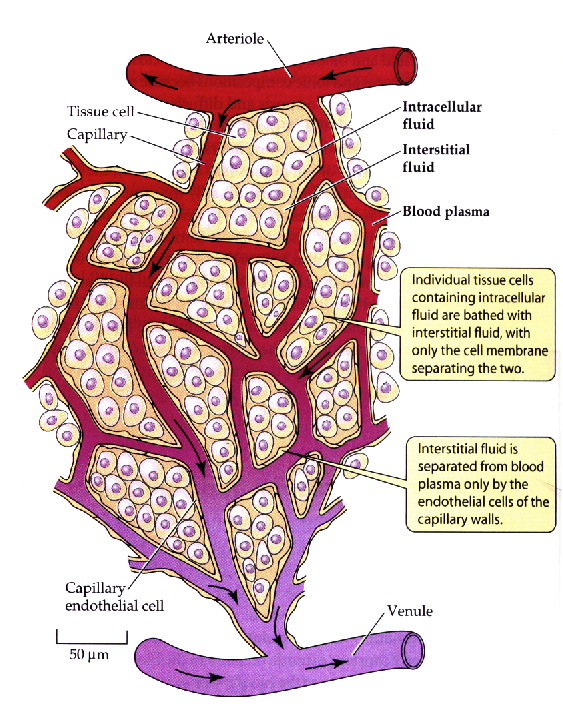 Arteriole
Tissue cell
Capillary
Intracellular
fluid
Interstitial
fluid
Blood plasma
Individual tissue cells
containing intracellular
fluid are bathed with
interstitial fluid, with
only the cell membrane
separating the two.
Interstitial fluid is
separated from blood
plasma only by the
endothelial cells of the
capillary walls.
Capillary
endothelial cell
Venule
50 µm